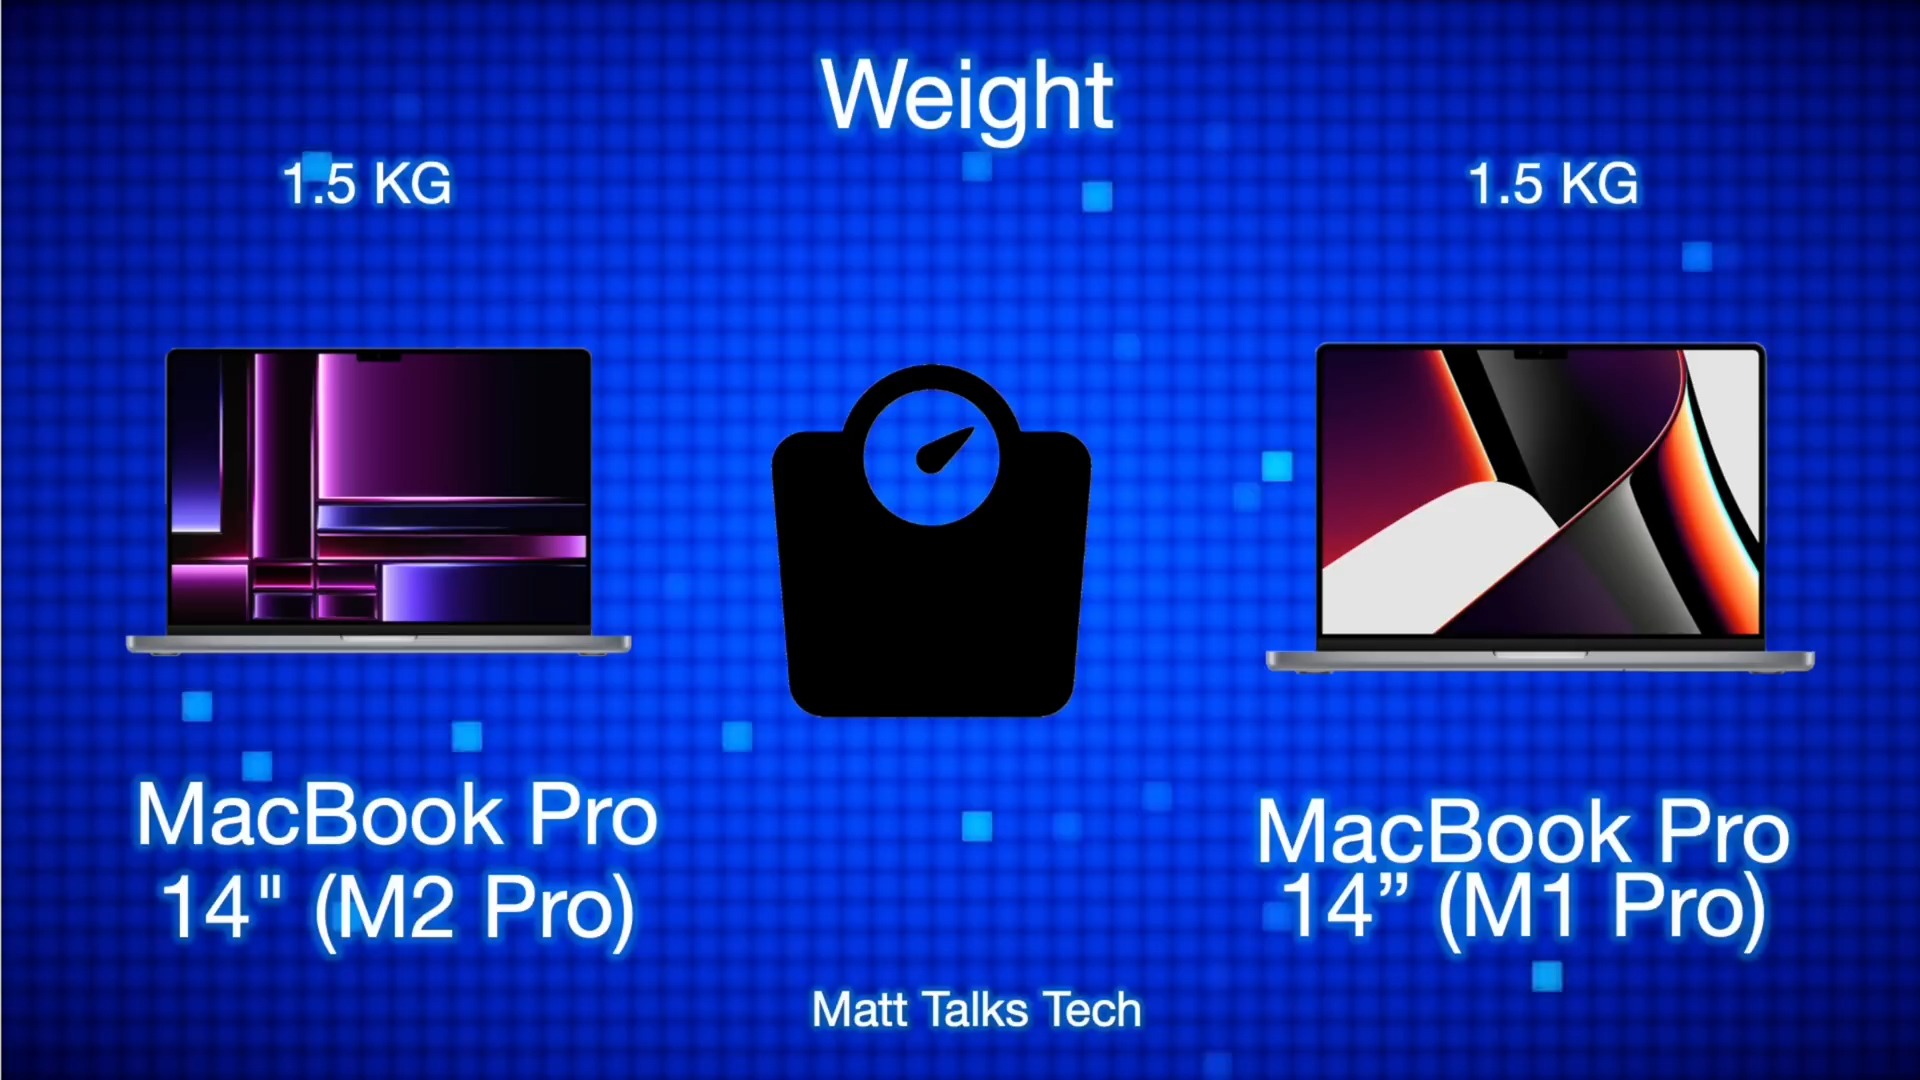 Weight
1.5 KG
1.5 KG
MacBook Pro
14" (M2 Pro)
MacBook Pro
14” (M1 Pro)
Matt Talks Tech